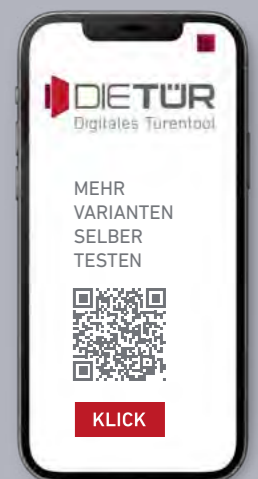 DIETÜR
Digitales Türentool
MEHR
VARIANTEN
SELBER
TESTEN
KLICK